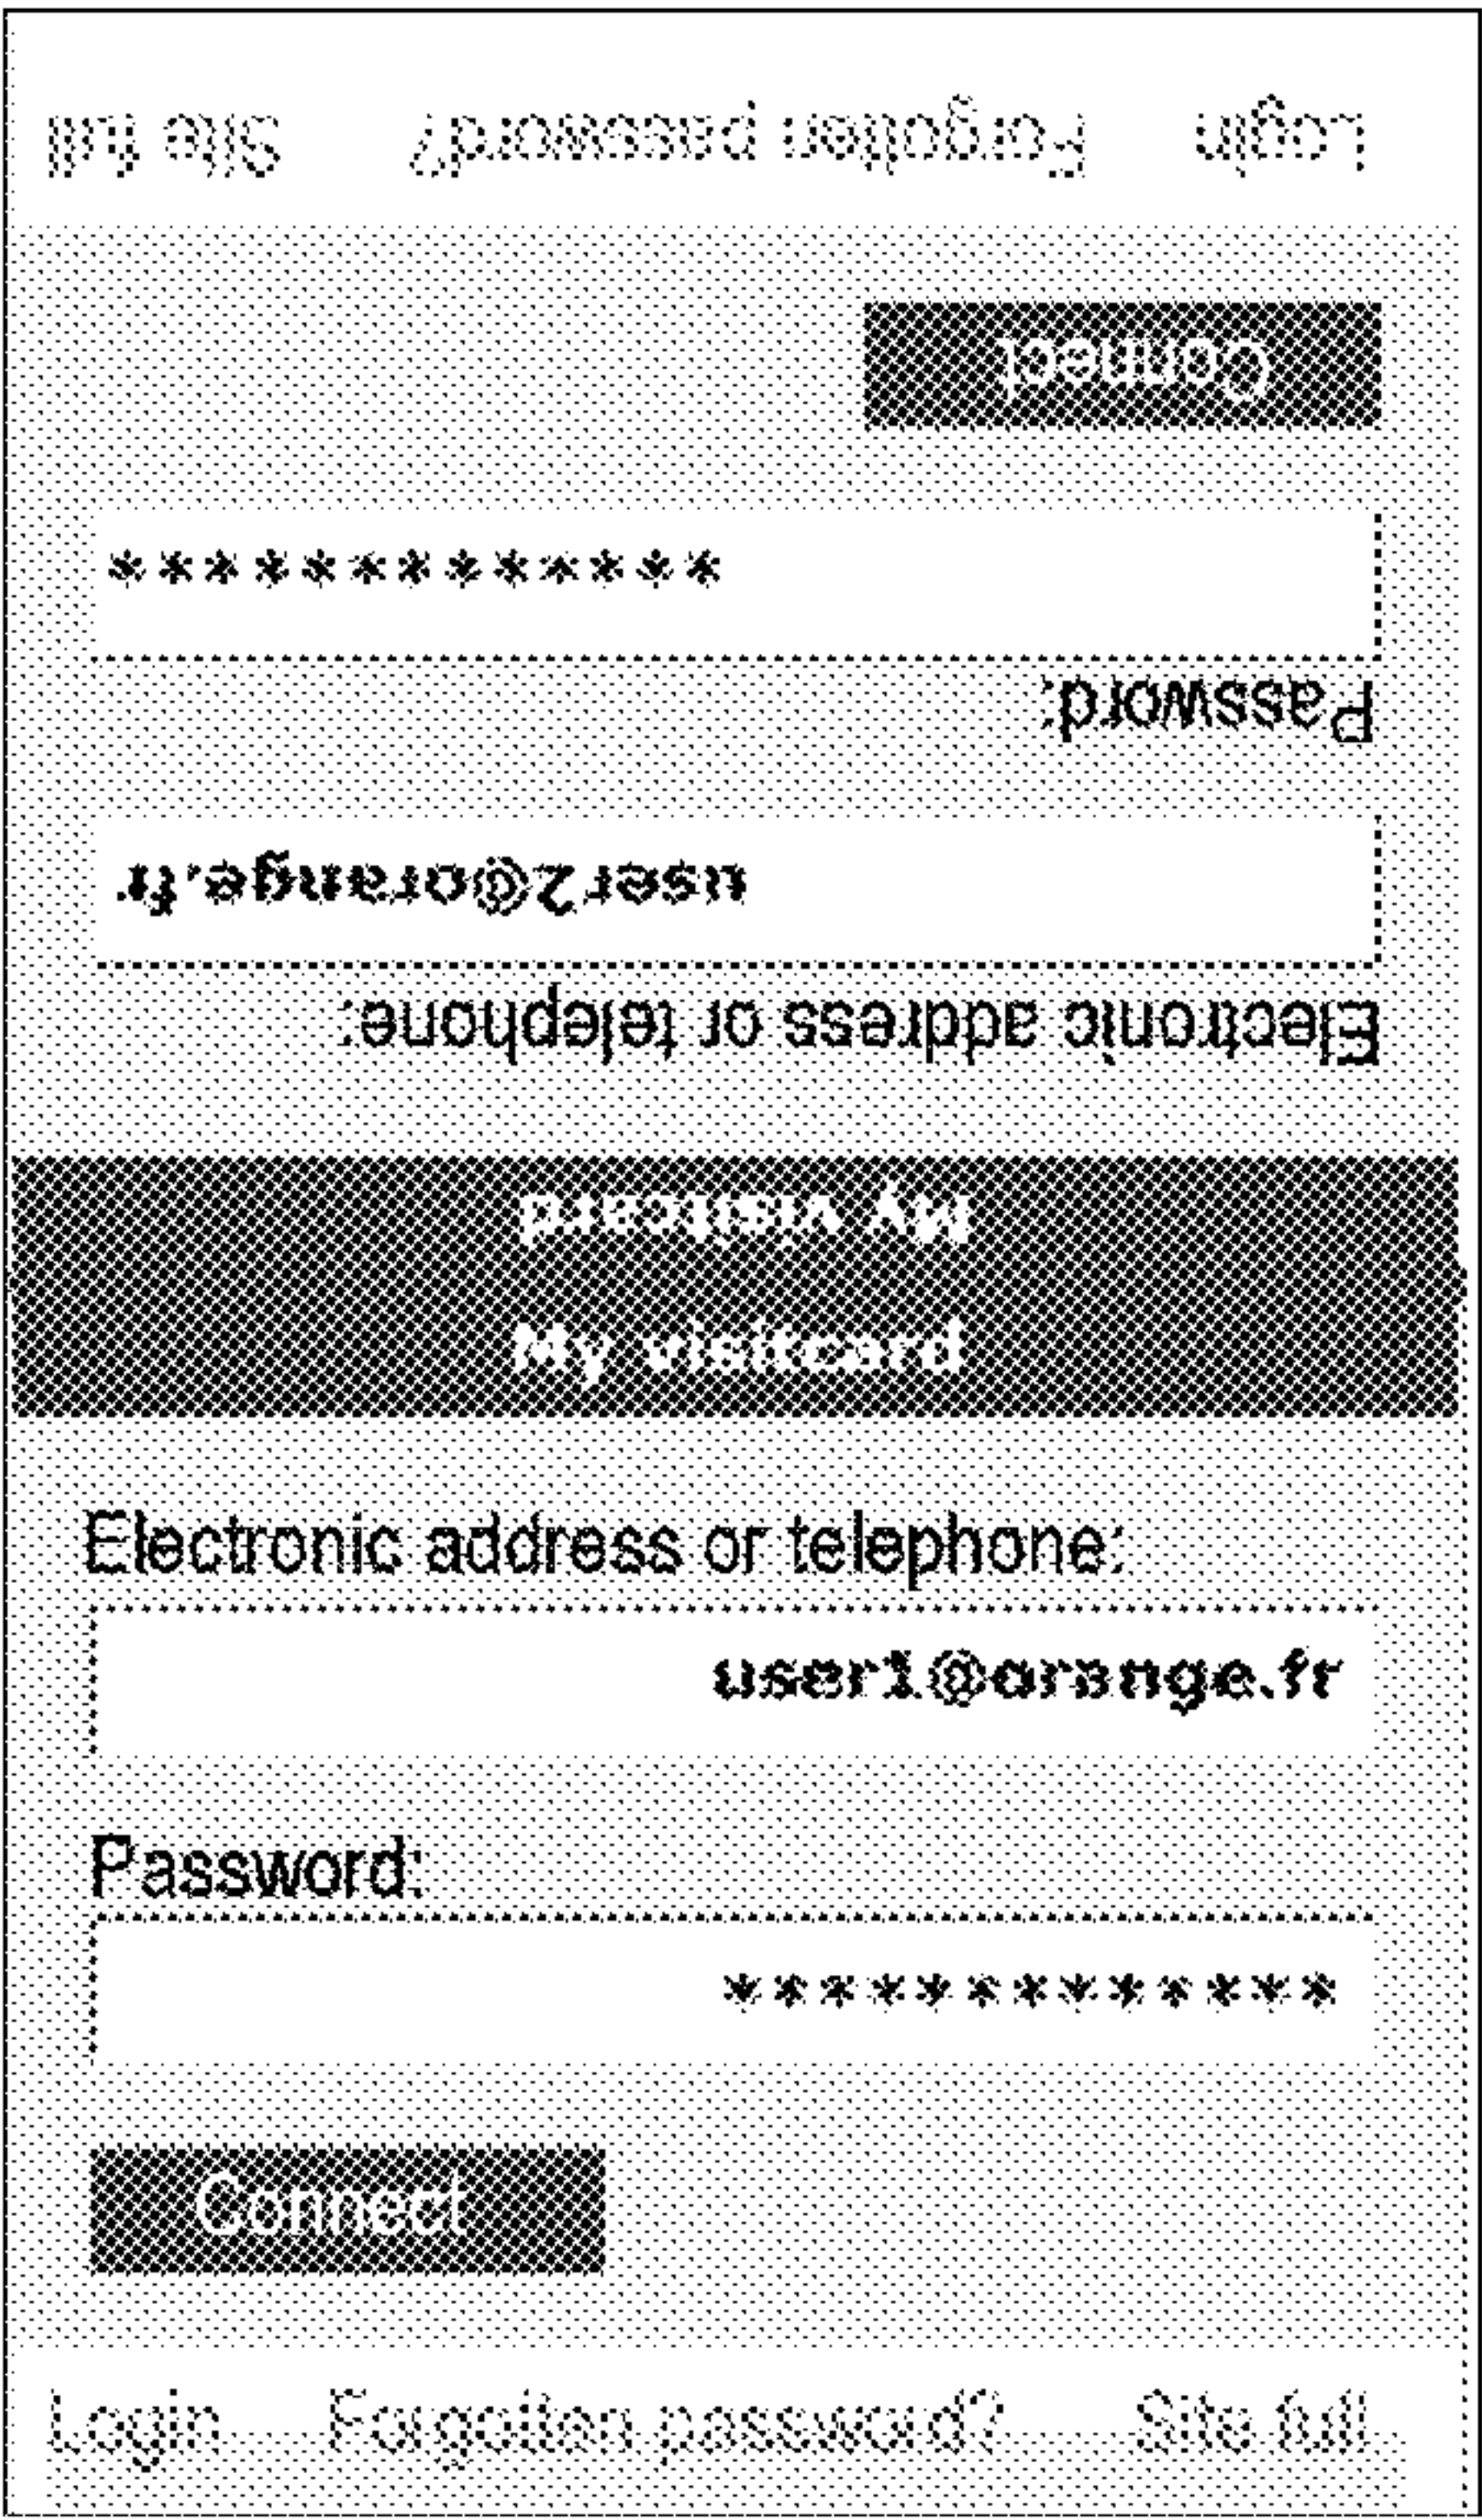 My visitcard
Electronic address or telephone:
user2@orange.fr
Password:
*************
Connect
Login Forgotten password? Site full
My visitcard
Electronic address or telephone:
user1@orange.fr
Password:
*************
Connect
Login Forgotten password? Site full